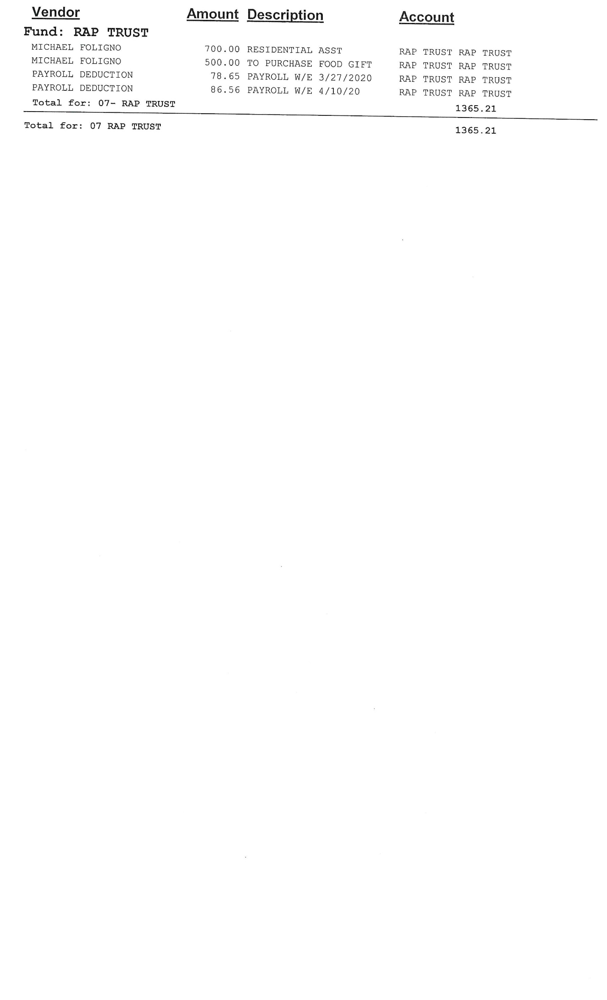 Vendor Amount Description Account
Fund: RAP TRUST
MICHAEL FOLIGNO 700.00 RESIDENTIAL ASST RAP TRUST RAP TRUST
MICHAEL FOLIGNO 500.00 TO PURCHASE FOOD GIFT RAP TRUST RAP TRUST
PAYROLL DEDUCTION 78.65 PAYROLL W/E 3/27/2020 RAP TRUST RAP TRUST
PAYROLL DEDUCTION 86.56 PAYROLL W/E 4/10/20 RAP TRUST RAP TRUST
Total for: 07- RAP TRUST 1365.21
Total for: 07 RAP TRUST 1365.21